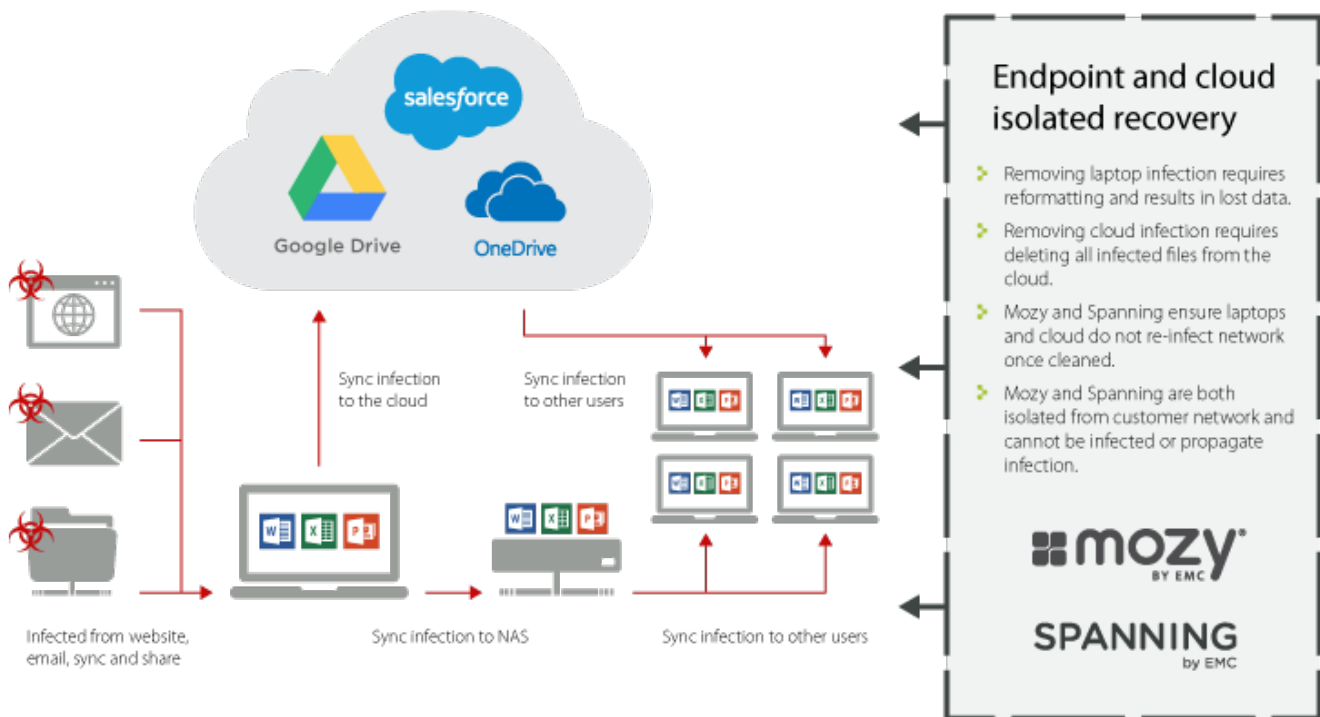 salesforce
Google Drive
OneDrive
Sync infection
to the cloud
Sync infection
to other users
W X P
W X P
W X P
W X P
W X P
W X P
Infected from website,
email, sync and share
Sync infection to NAS
Sync infection to other users
Endpoint and cloud
isolated recovery
Removing laptop infection requires
reformatting and results in lost data.
Removing cloud infection requires
deleting all infected files from the
cloud.
Mozy and Spanning ensure laptops
and cloud do not re-infect network
once cleaned.
Mozy and Spanning are both
isolated from customer network and
cannot be infected or propagate
infection.
mozy®
BY EMC
SPANNING
by EMC